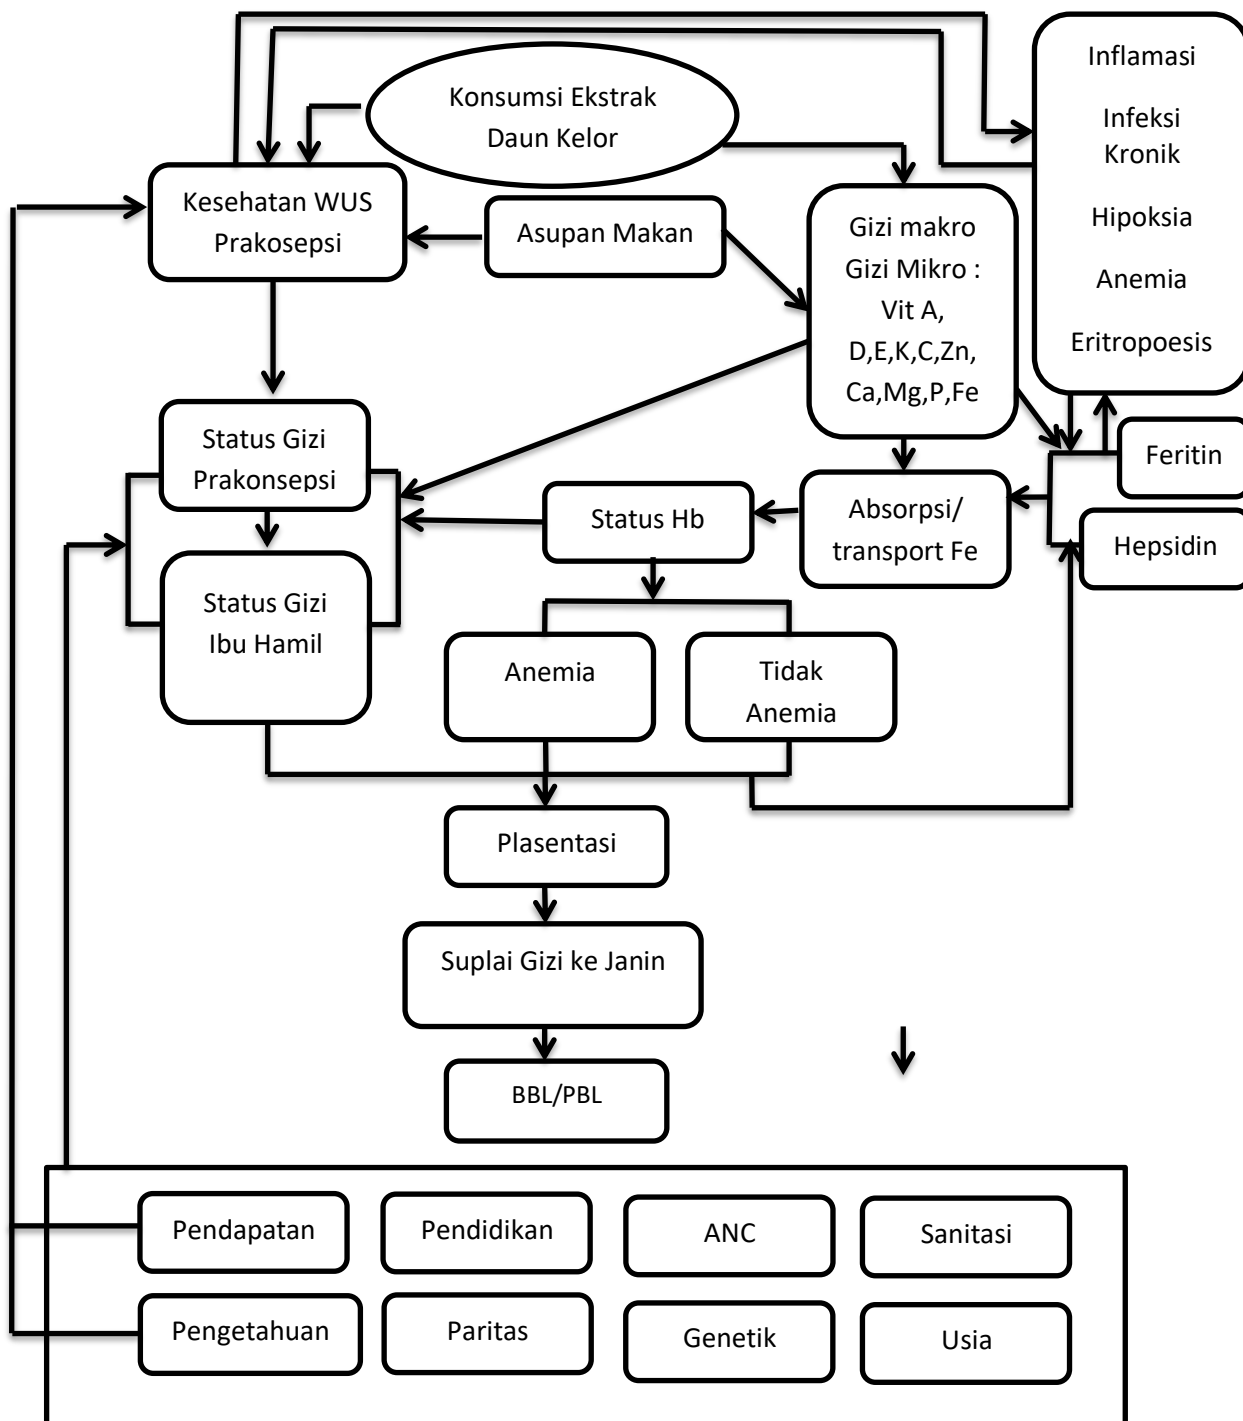 Inflamasi
Infeksi
Kronik
Hipoksia
Anemia
Eritropoesis
Konsumsi Ekstrak
Daun Kelor
Kesehatan WUS
Prakosepsi
Asupan Makan
Gizi makro
Gizi Mikro :
Vit A,
D,E,K,C,Zn,
Ca,Mg,P,Fe
Status Gizi
Prakonsepsi
Feritin
Status Hb
Absorpsi/
transport Fe
Hepsidin
Status Gizi
Ibu Hamil
Anemia
Tidak
Anemia
Plasentasi
Suplai Gizi ke Janin
BBL/PBL
Pendapatan
Pendidikan
ANC
Sanitasi
Pengetahuan
Paritas
Genetik
Usia